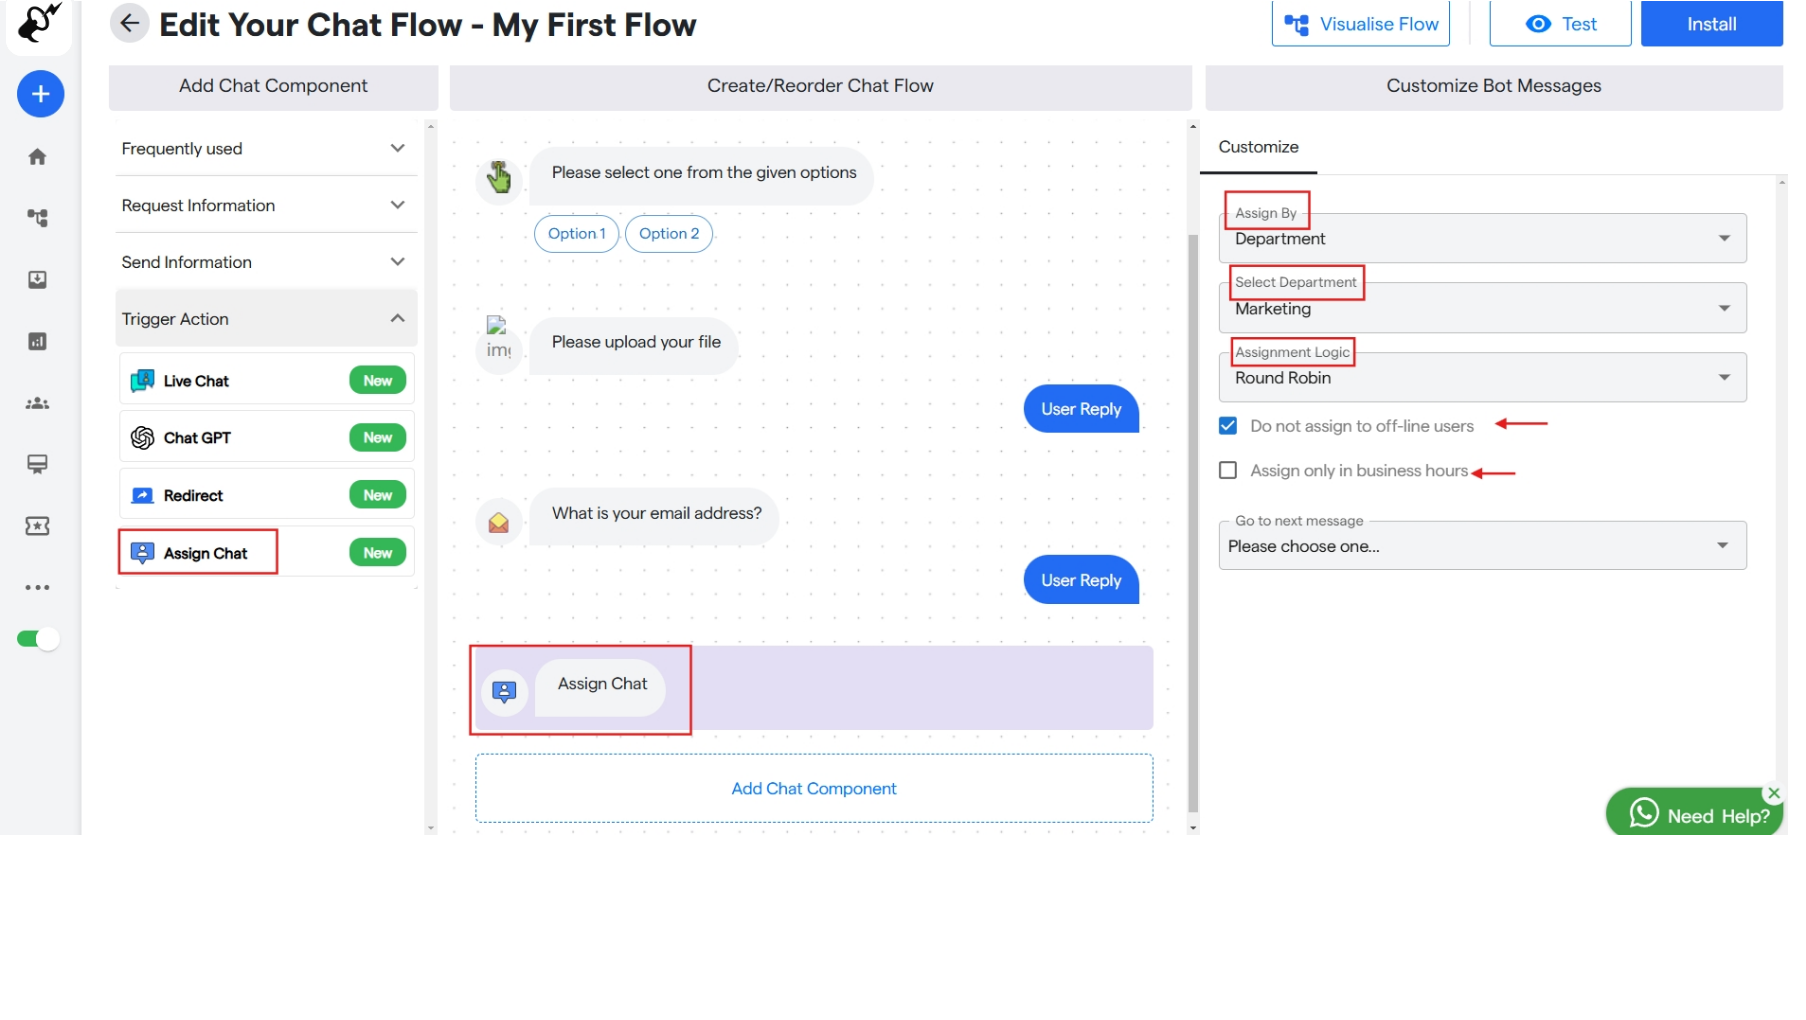 Edit Your Chat Flow - My First Flow
Visualise Flow
Test
Install
Add Chat Component
Create/Reorder Chat Flow
Customize Bot Messages
Frequently used
Request Information
Send Information
Trigger Action
Live Chat
New
Chat GPT
New
Redirect
New
Assign Chat
New
Please select one from the given options
Option 1
Option 2
img
Please upload your file
User Reply
What is your email address?
User Reply
Assign Chat
Add Chat Component
Customize
Assign By
Department
Select Department
Marketing
Assignment Logic
Round Robin
Do not assign to off-line users
Assign only in business hours
Go to next message
Please choose one...
Need Help?